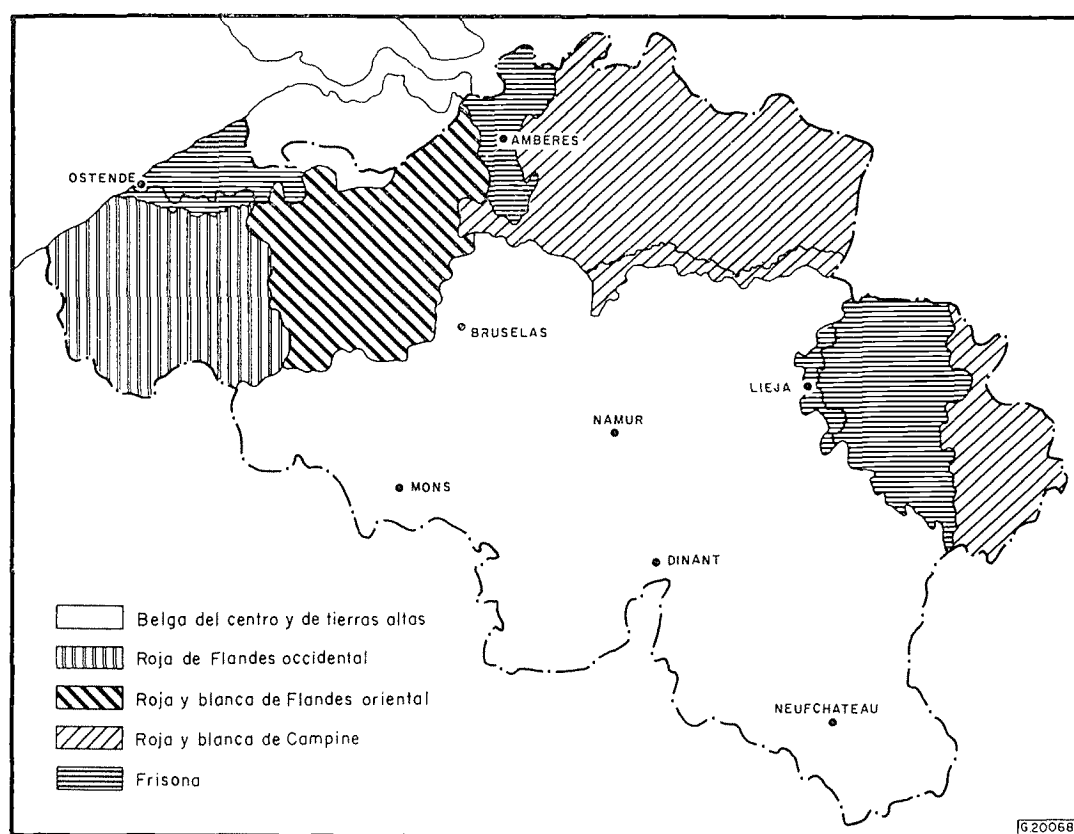 AMBERES
OSTENDE
BRUSELAS
LIEJA
NAMUR
MONS
DINANT
NEUFCHATEAU
Belga del centro y de tierras altas
Roja de Flandes occidental
Roja y blanca de Flandes oriental
Roja y blanca de Campine
Frisona
G.20068